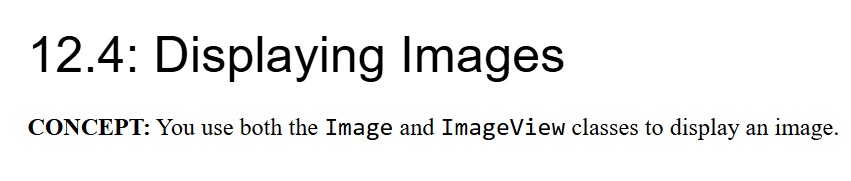 12.4: Displaying Images
CONCEPT: You use both the Image and ImageView classes to display an image.